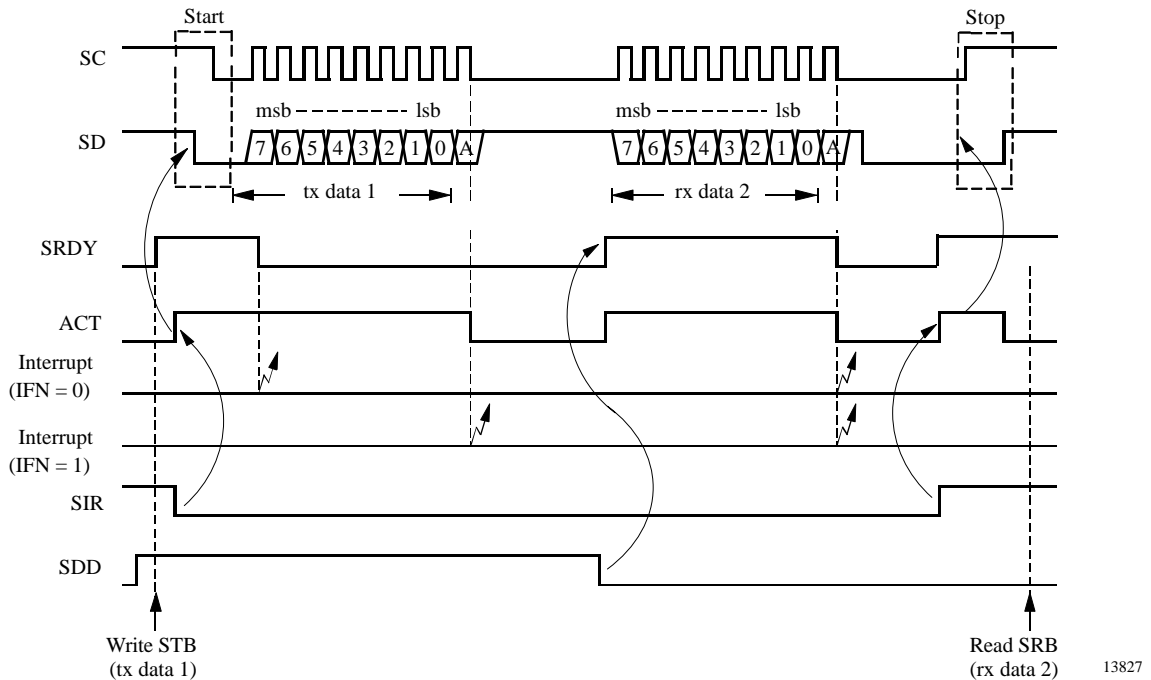 Start
Stop
SC
msb lsb
msb lsb
SD
7 6 5 4 3 2 1 0 A
7 6 5 4 3 2 1 0 A
tx data 1
rx data 2
SRDY
ACT
Interrupt
(IFN = 0)
Interrupt
(IFN = 1)
SIR
SDD
Write STB
(tx data 1)
Read SRB
(rx data 2)
13827